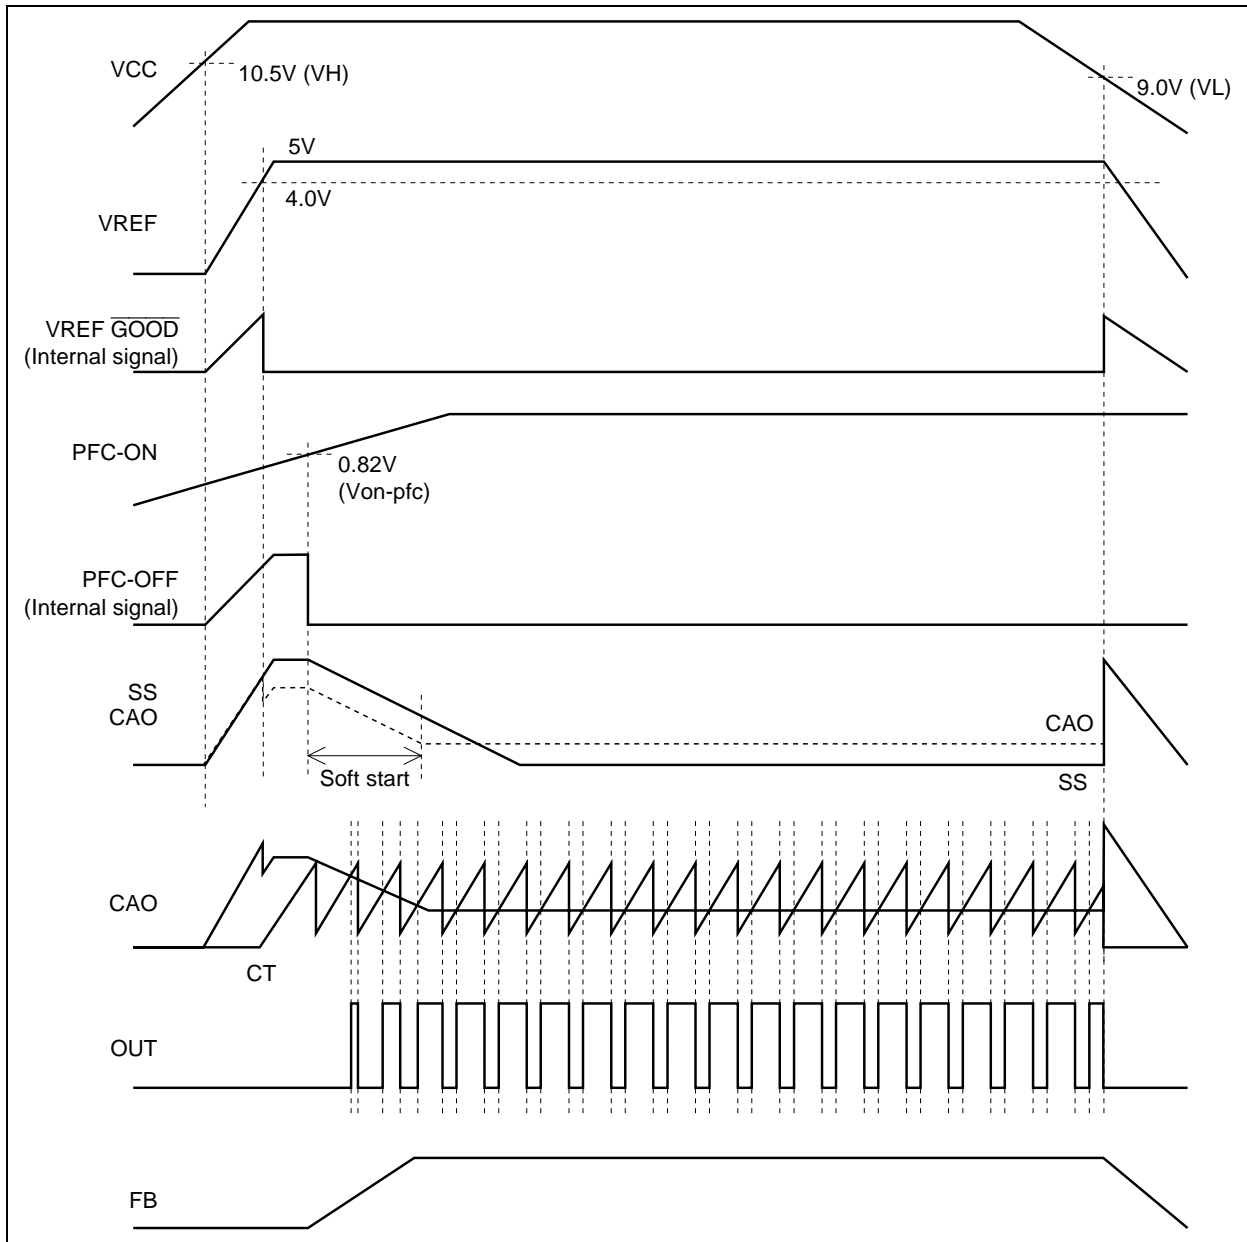 VCC
10.5V (VH)
9.0V (VL)
5V
4.0V
VREF
VREF GOOD
(Internal signal)
PFC-ON
0.82V
(Von-pfc)
PFC-OFF
(Internal signal)
SS
CAO
CAO
Soft start
SS
CAO
CT
OUT
FB